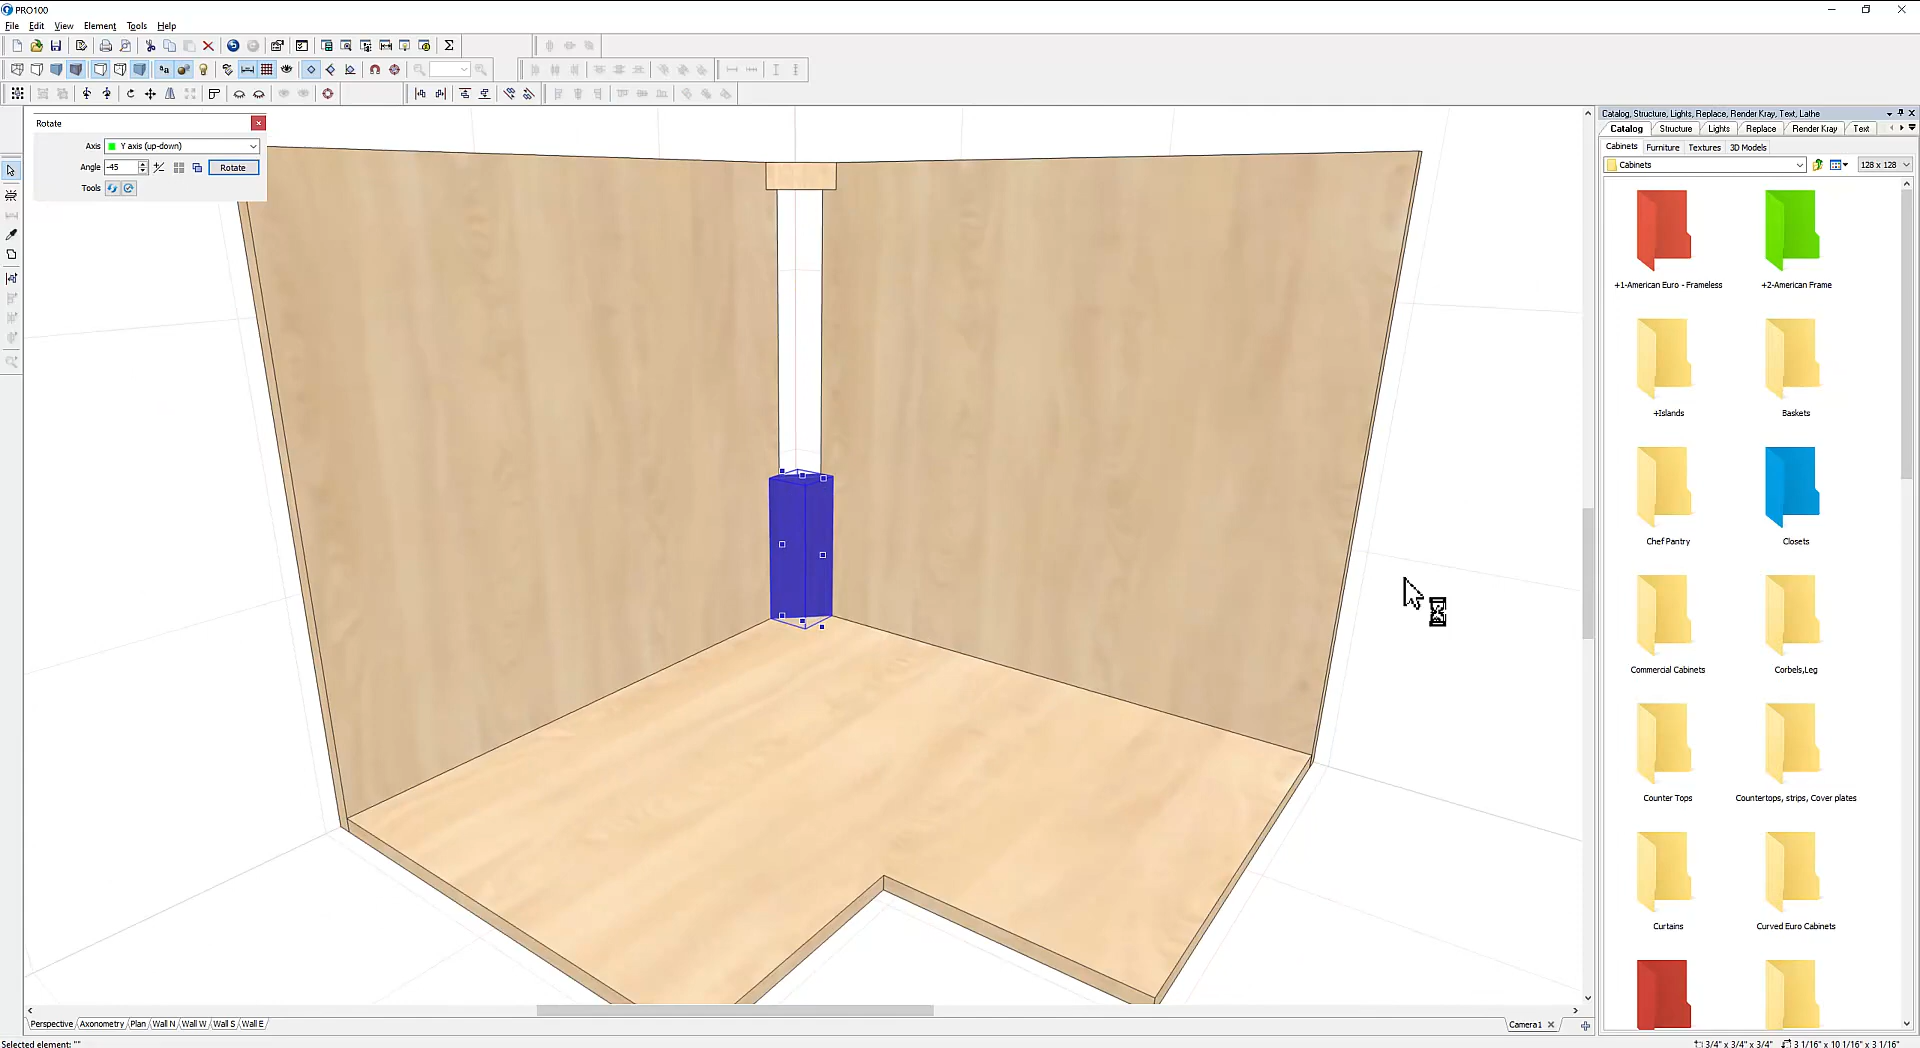 PRO100
File Edit View Element Tools Help
Rotate
Axis Y axis (up-down)
Angle -45 Rotate
Tools
Catalog, Structure, Lights, Replace, Render Kray, Text, Lathe
Catalog Structure Lights Replace Render Kray Text
Cabinets Furniture Textures 3D Models
Cabinets 128 x 128
+1-American Euro - Frameless +2-American Frame
+Islands Baskets
Chef Pantry Closets
Commercial Cabinets Corbels,Leg
Counter Tops Countertops, strips, Cover plates
Curtains Curved Euro Cabinets
Perspective Axonometry Plan Wall N Wall W Wall S Wall E Camera1
Selected element: "" 3/4" x 3/4" x 3/4" 3 1/16" x 10 1/16" x 3 1/16"